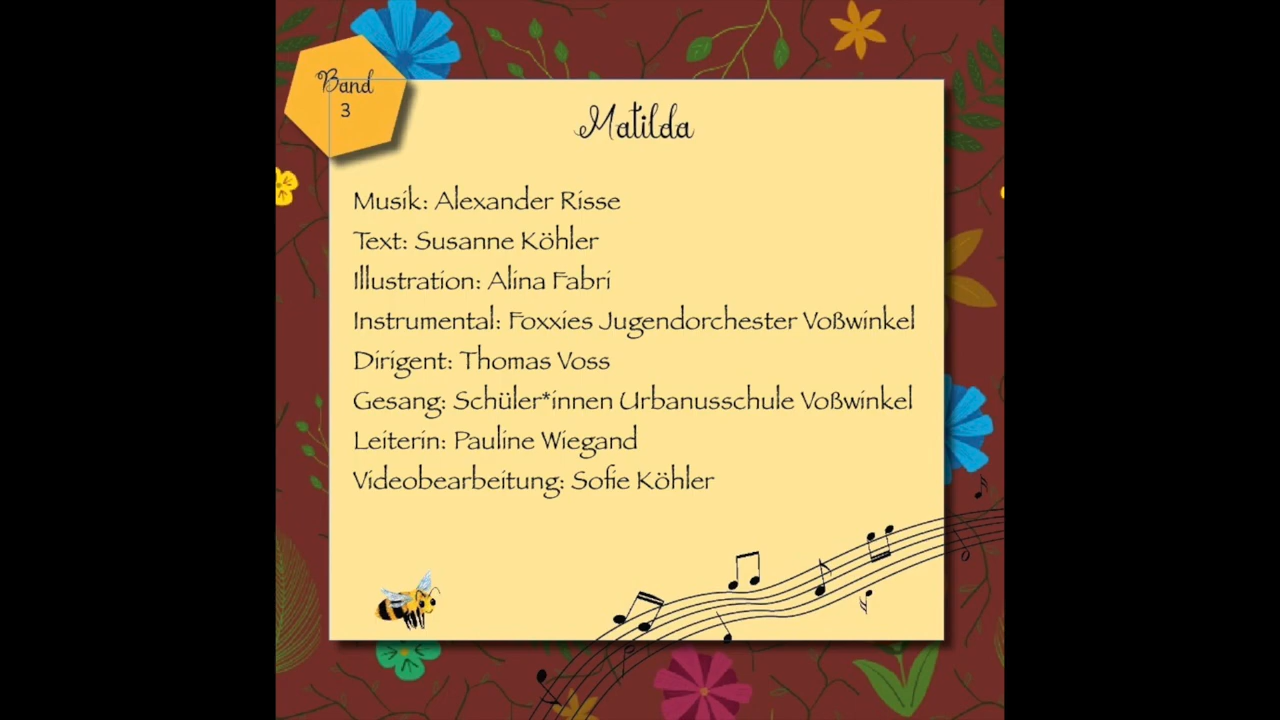 Band
3
Matilda
Musik: Alexander Risse
Text: Susanne Köhler
Illustration: Alina Fabri
Instrumental: Foxxies Jugendorchester Voßwinkel
Dirigent: Thomas Voss
Gesang: Schüler*innen Urbanusschule Voßwinkel
Leiterin: Pauline Wiegand
Videobearbeitung: Sofie Köhler